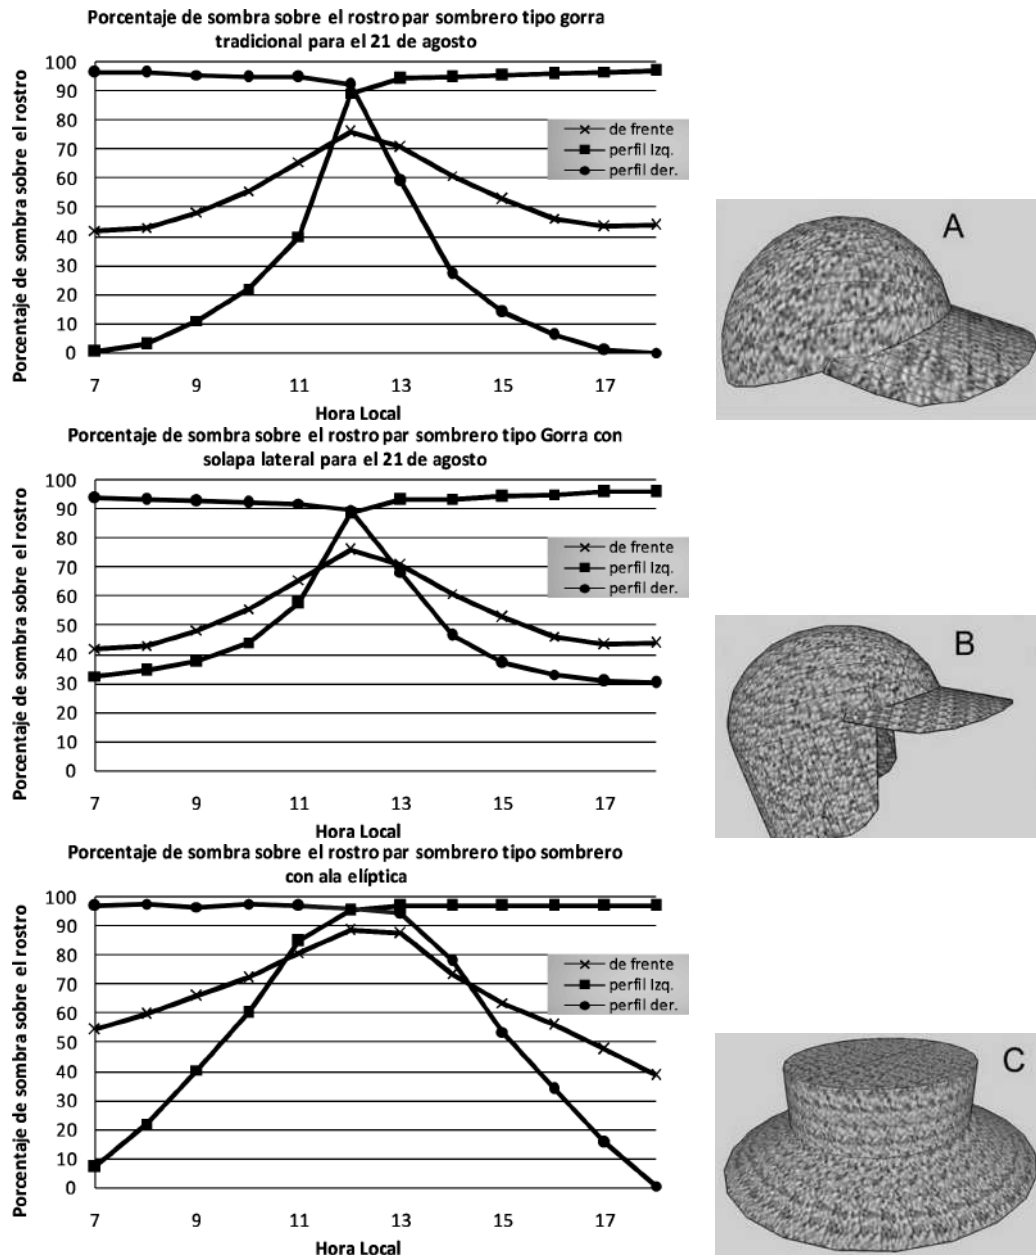 Porcentaje de sombra sobre el rostro par sombrero tipo gorra
tradicional para el 21 de agosto
Porcentaje de sombra sobre el rostro
100
90
80
70
60
50
40
30
20
10
0
de frente
perfil Izq.
perfil der.
7 9 11 13 15 17
Hora Local
A
Porcentaje de sombra sobre el rostro par sombrero tipo Gorra con
solapa lateral para el 21 de agosto
Porcentaje de sombra sobre el rostro
100
90
80
70
60
50
40
30
20
10
0
de frente
perfil Izq.
perfil der.
7 9 11 13 15 17
Hora Local
B
Porcentaje de sombra sobre el rostro par sombrero tipo sombrero
con ala elíptica
Porcentaje de sombra sobre el rostro
100
90
80
70
60
50
40
30
20
10
0
de frente
perfil Izq.
perfil der.
7 9 11 13 15 17
Hora Local
C